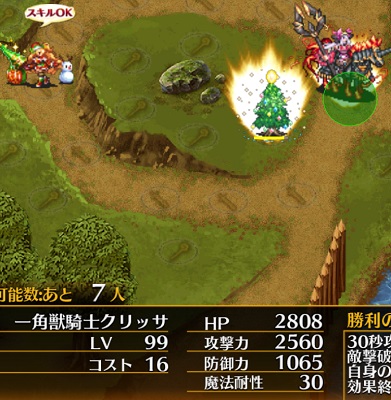 スキルOK
可能数:あと 7人
一角獣騎士クリッサ
LV 99
コスト 16
HP 2808
攻撃力 2560
防御力 1065
魔法耐性 30
勝利の
30秒攻
敵撃破
自身の
効果終